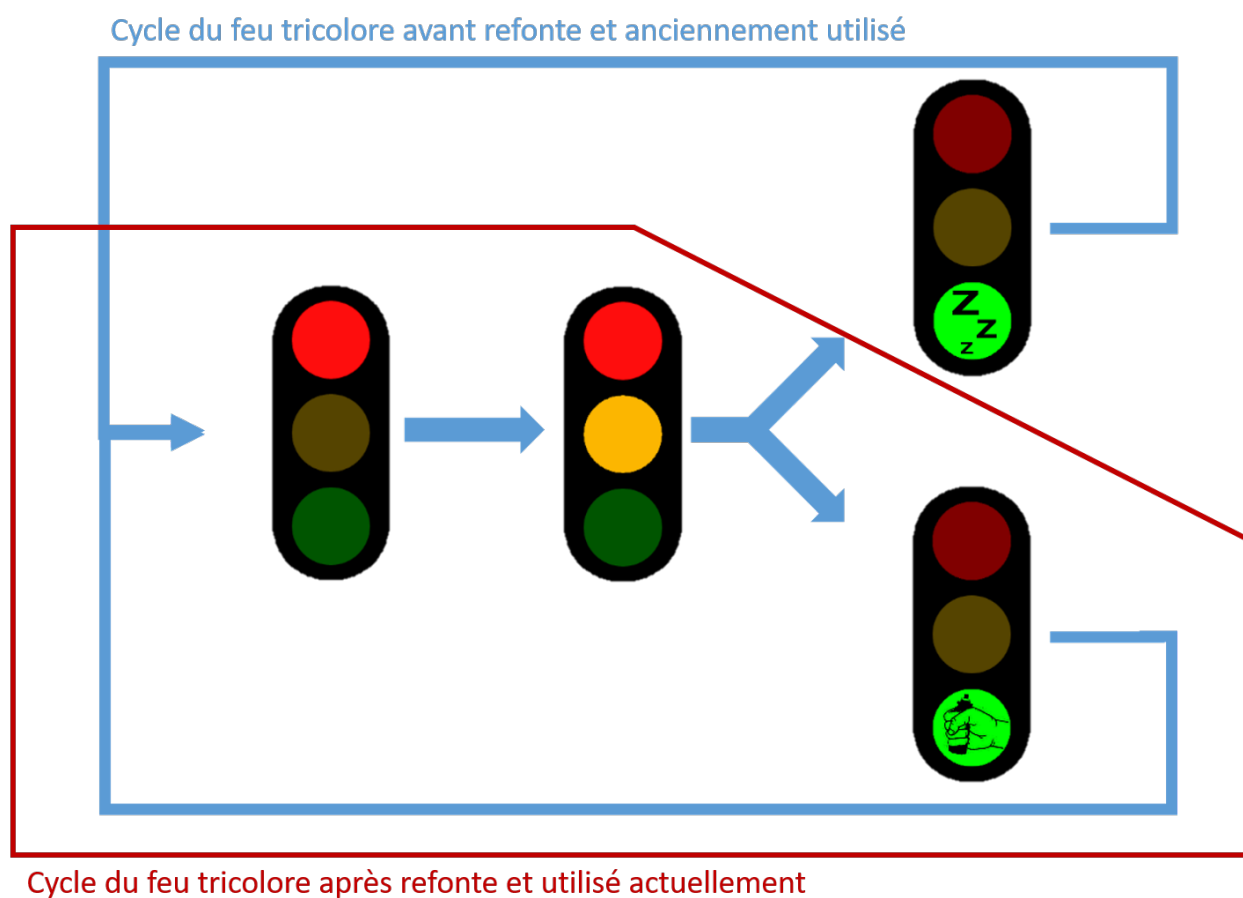 Cycle du feu tricolore avant refonte et anciennement utilisé
Z
Z
Z
Cycle du feu tricolore après refonte et utilisé actuellement